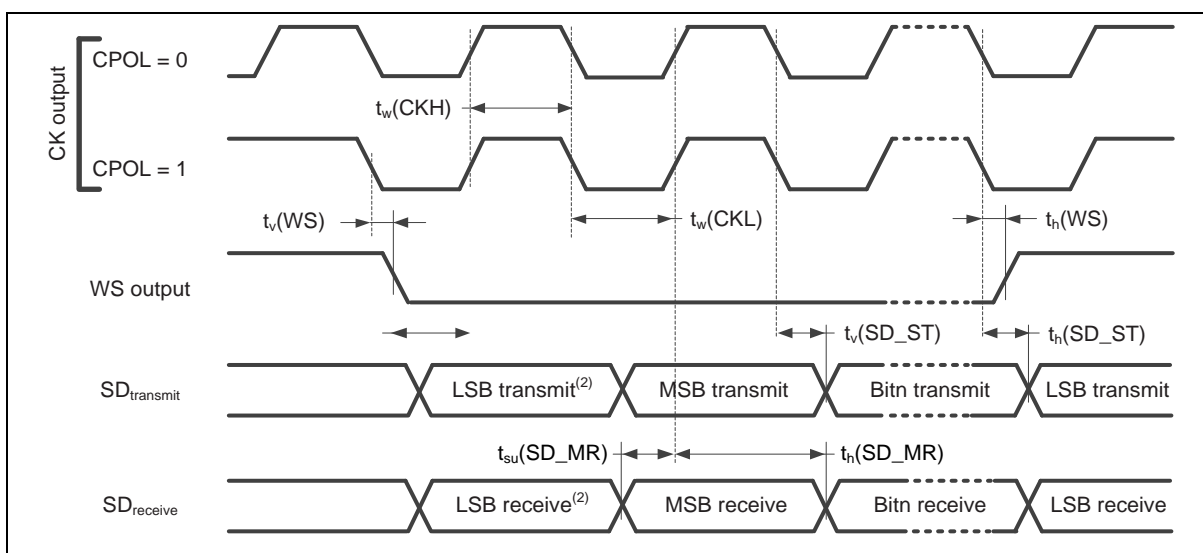 CK output
CPOL = 0
tw(CKH)
CPOL = 1
tv(WS)
tw(CKL)
th(WS)
WS output
tv(SD_ST)
th(SD_ST)
SDtransmit
LSB transmit(2)
MSB transmit
Bitn transmit
LSB transmit
tsu(SD_MR)
th(SD_MR)
SDreceive
LSB receive(2)
MSB receive
Bitn receive
LSB receive